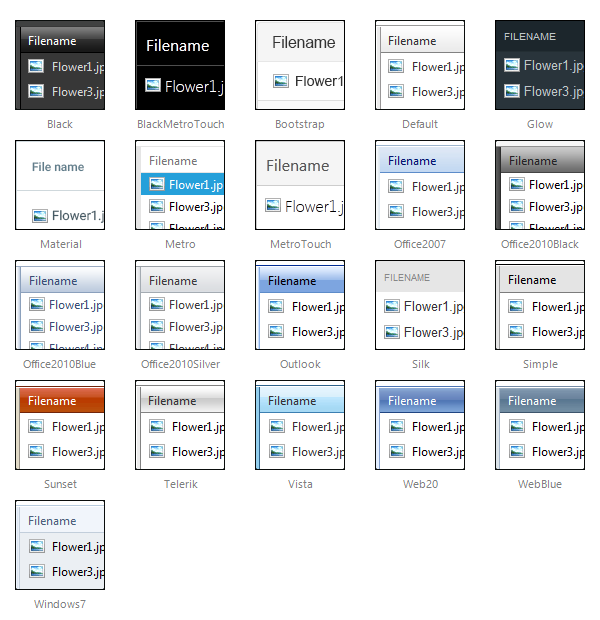 Filename Filename Filename Filename FILENAME
Flower1.jp Flower1.j Flower1 Flower1.jp Flower1.jp
Flower3.jp Flower3.jp Flower3.jp
Black BlackMetroTouch Bootstrap Default Glow
File name Filename Filename Filename Filename
Flower1. Flower1.jp Flower1.j Flower1.jp Flower1.jp
Flower3.jp Flower3.jp Flower3.jp
Material Metro MetroTouch Office2007 Office2010Black
Filename Filename Filename FILENAME Filename
Flower1.jp Flower1.jp Flower1.jp Flower1.jp Flower1.jp
Flower3.jp Flower3.jp Flower3.jp Flower3.jp Flower3.jp
Office2010Blue Office2010Silver Outlook Silk Simple
Filename Filename Filename Filename Filename
Flower1.jp Flower1.jp Flower1.jp Flower1.jp Flower1.jp
Flower3.jp Flower3.jp Flower3.jp Flower3.jp Flower3.jp
Sunset Telerik Vista Web20 WebBlue
Filename
Flower1.jp
Flower3.jp
Windows7